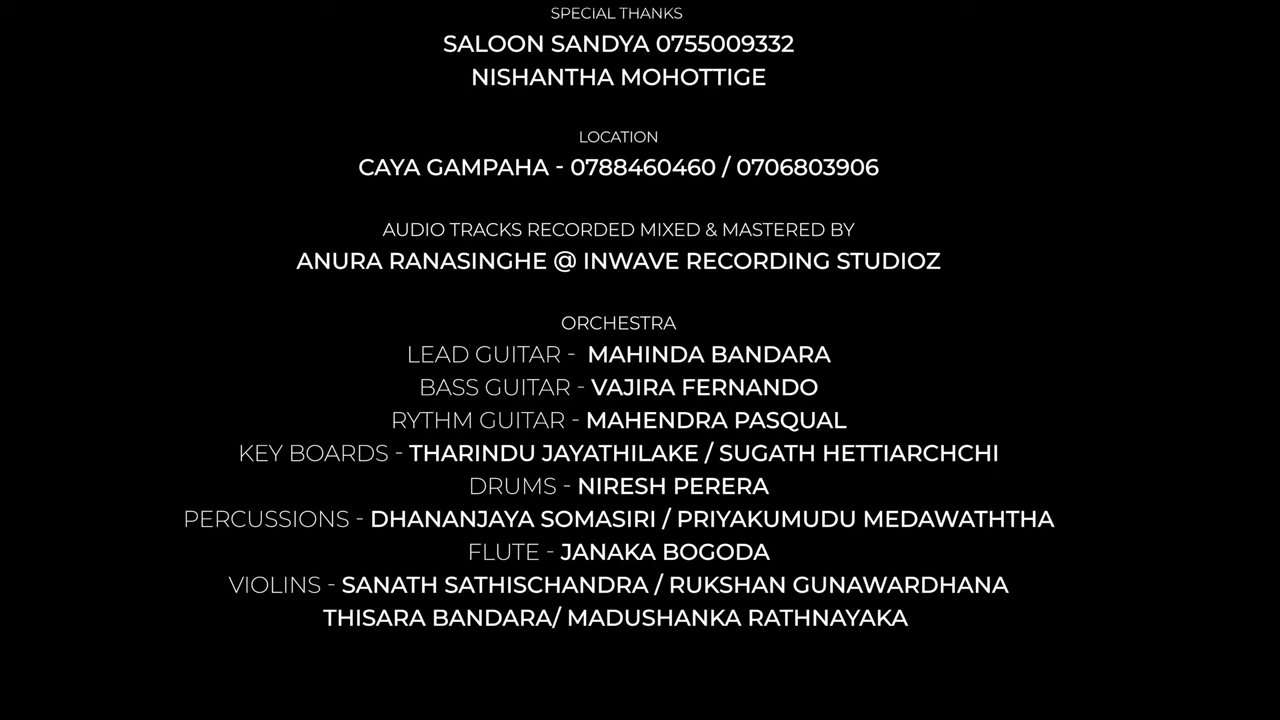 SPECIAL THANKS
SALOON SANDYA 0755009332
NISHANTHA MOHOTTIGE
LOCATION
CAYA GAMPAHA - 0788460460 / 0706803906
AUDIO TRACKS RECORDED MIXED & MASTERED BY
ANURA RANASINGHE @ INWAVE RECORDING STUDIOZ
ORCHESTRA
LEAD GUITAR - MAHINDA BANDARA
BASS GUITAR - VAJIRA FERNANDO
RYTHM GUITAR - MAHENDRA PASQUAL
KEY BOARDS - THARINDU JAYATHILAKE / SUGATH HETTIARCHCHI
DRUMS - NIRESH PERERA
PERCUSSIONS - DHANANJAYA SOMASIRI / PRIYAKUMUDU MEDAWATHTHA
FLUTE - JANAKA BOGODA
VIOLINS - SANATH SATHISCHANDRA / RUKSHAN GUNAWARDHANA
THISARA BANDARA/ MADUSHANKA RATHNAYAKA